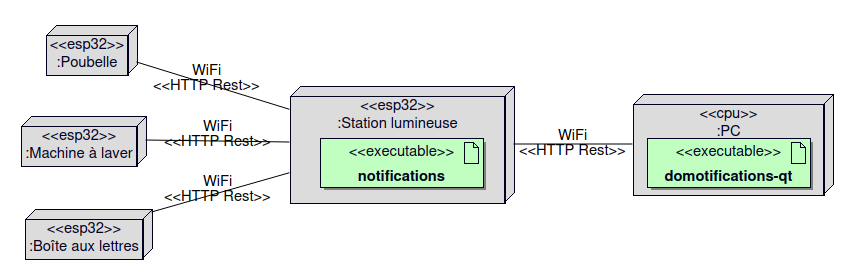 <<esp32>>
:Poubelle
WiFi
<<HTTP Rest>>
<<esp32>>
:Machine à laver
WiFi
<<HTTP Rest>>
<<esp32>>
:Boîte aux lettres
WiFi
<<HTTP Rest>>
<<esp32>>
:Station lumineuse
<<executable>>
notifications
WiFi
<<HTTP Rest>>
<<cpu>>
:PC
<<executable>>
domotifications-qt